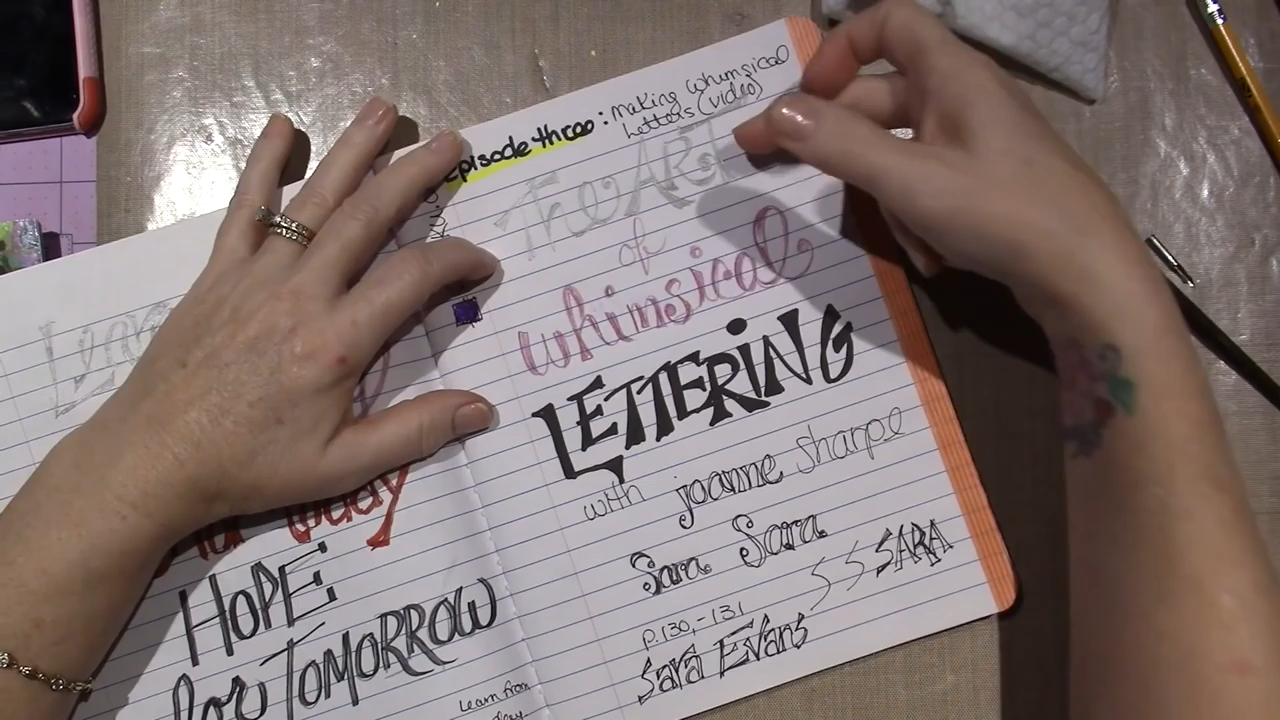 HOPE
for TOMORROW
Learn from
episode three: making whimsical
letters (video)
The ART
of
whimsical
LETTERING
with joanne sharpe
Sara Sara
S S SARA
p.130,-131
Sara Evans